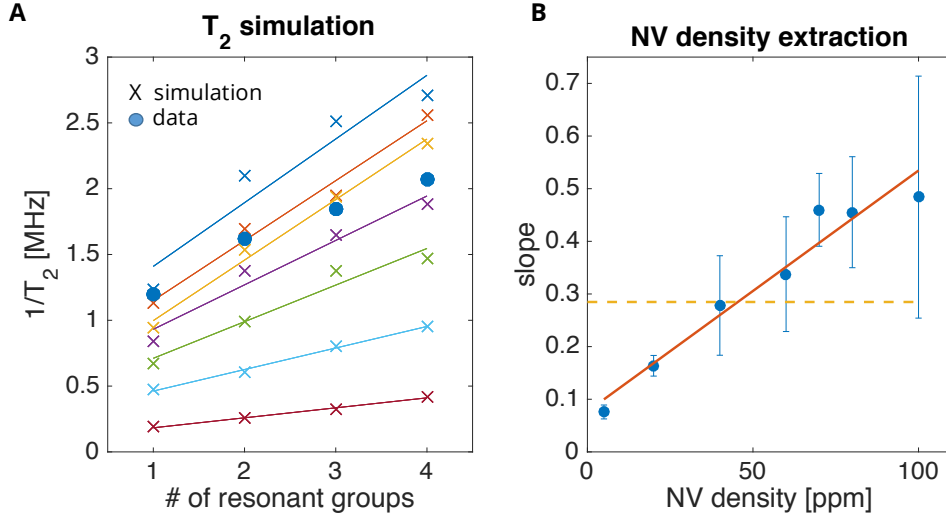 A
T2 simulation
3
2.5
2
1.5
1
0.5
0
1/T2 [MHz]
X simulation
data
1 2 3 4
# of resonant groups
B
NV density extraction
0.7
0.6
0.5
0.4
0.3
0.2
0.1
0
slope
0 50 100
NV density [ppm]